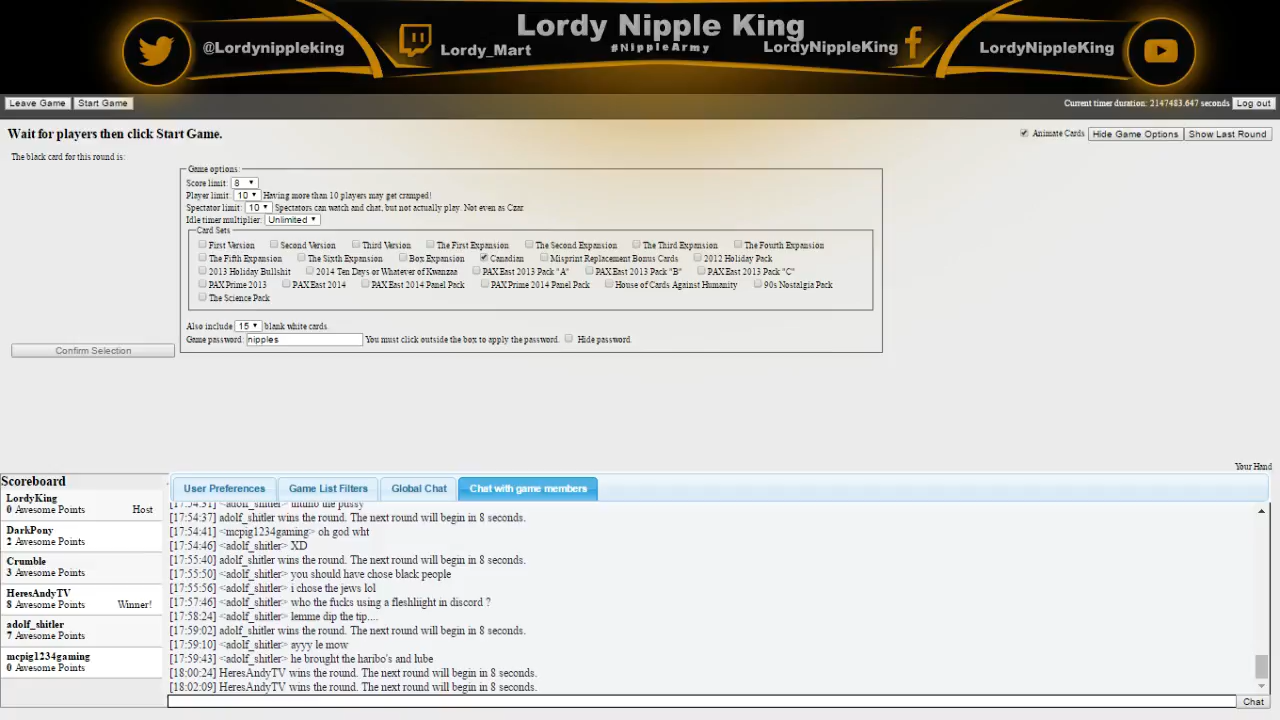 Lordy Nipple King
#NippleArmy
@Lordynippleking
Lordy_Mart
LordyNippleKing
LordyNippleKing
Leave Game Start Game
Current timer duration: 2147483.647 seconds Log out
Wait for players then click Start Game.
Animate Cards Hide Game Options Show Last Round
The black card for this round is:
Game options:
Score limit: 8
Player limit: 10 Having more than 10 players may get cramped!
Spectator limit: 10 Spectators can watch and chat, but not actually play. Not even as Czar
Idle timer multiplier: Unlimited
Card Sets
First Version Second Version Third Version The First Expansion The Second Expansion The Third Expansion The Fourth Expansion
The Fifth Expansion The Sixth Expansion Box Expansion Canadian Misprint Replacement Bonus Cards 2012 Holiday Pack
2013 Holiday Bullshit 2014 Ten Days or Whatever of Kwanzaa PAX East 2013 Pack "A" PAX East 2013 Pack "B" PAX East 2013 Pack "C"
PAX Prime 2013 PAX East 2014 PAX East 2014 Panel Pack PAX Prime 2014 Panel Pack House of Cards Against Humanity 90s Nostalgia Pack
The Science Pack
Also include 15 blank white cards.
Game password: nipples You must click outside the box to apply the password. Hide password.
Confirm Selection
Your Hand
Scoreboard
LordyKing
0 Awesome Points Host
DarkPony
2 Awesome Points
Crumble
3 Awesome Points
HeresAndyTV
8 Awesome Points Winner!
adolf_shitler
7 Awesome Points
mcpig1234gaming
0 Awesome Points
User Preferences Game List Filters Global Chat Chat with game members
[17:54:31] <adolf_shitler> the pussy
[17:54:37] adolf_shitler wins the round. The next round will begin in 8 seconds.
[17:54:41] <mcpig1234gaming> oh god wht
[17:54:46] <adolf_shitler> XD
[17:55:40] adolf_shitler wins the round. The next round will begin in 8 seconds.
[17:55:50] <adolf_shitler> you should have chose black people
[17:55:56] <adolf_shitler> i chose the jews lol
[17:57:46] <adolf_shitler> who the fucks using a fleshliight in discord ?
[17:58:24] <adolf_shitler> lemme dip the tip....
[17:59:02] adolf_shitler wins the round. The next round will begin in 8 seconds.
[17:59:10] <adolf_shitler> ayyy le mow
[17:59:43] <adolf_shitler> he brought the haribo's and lube
[18:00:24] HeresAndyTV wins the round. The next round will begin in 8 seconds.
[18:02:09] HeresAndyTV wins the round. The next round will begin in 8 seconds.
Chat